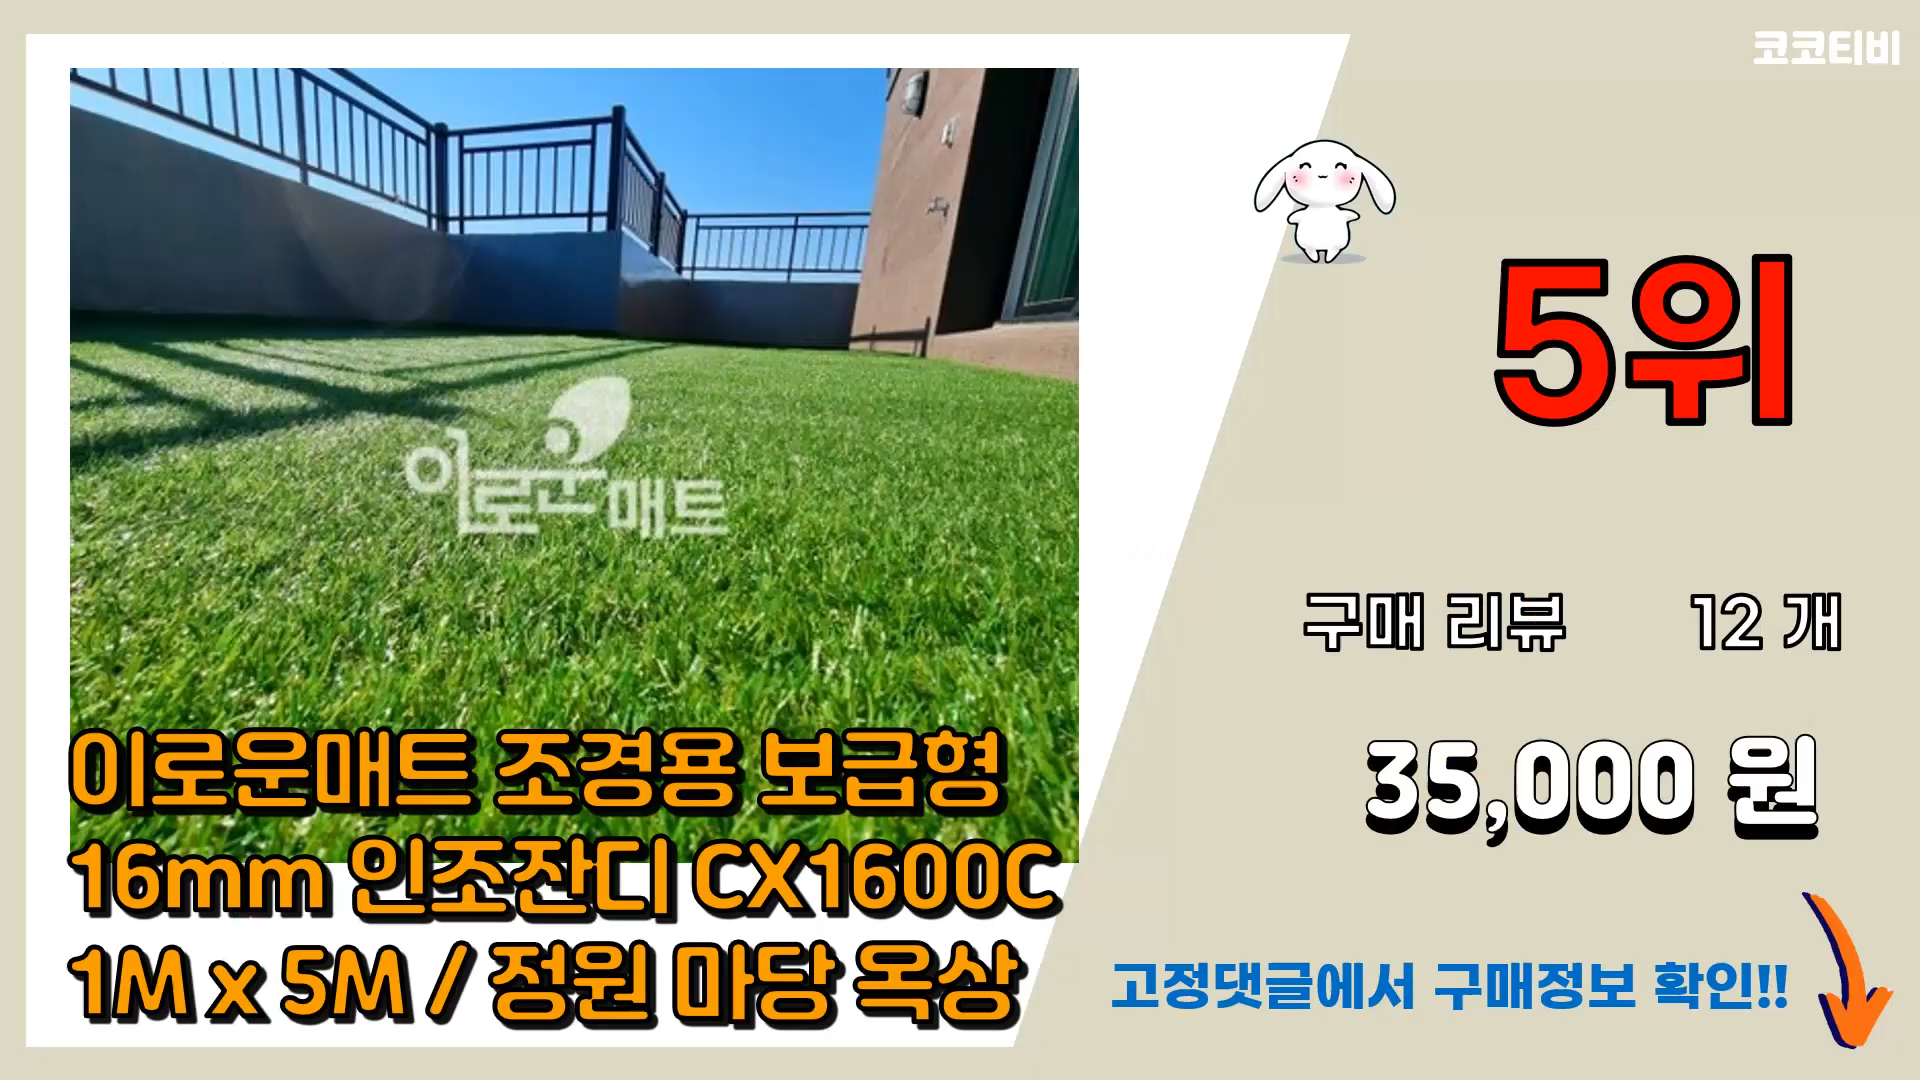 코코티비
5위
이로운매트
구매 리뷰 12 개
35,000 원
이로운매트 조경용 보급형
16mm 인조잔디 CX1600C
1M x 5M / 정원 마당 옥상
고정댓글에서 구매정보 확인!!